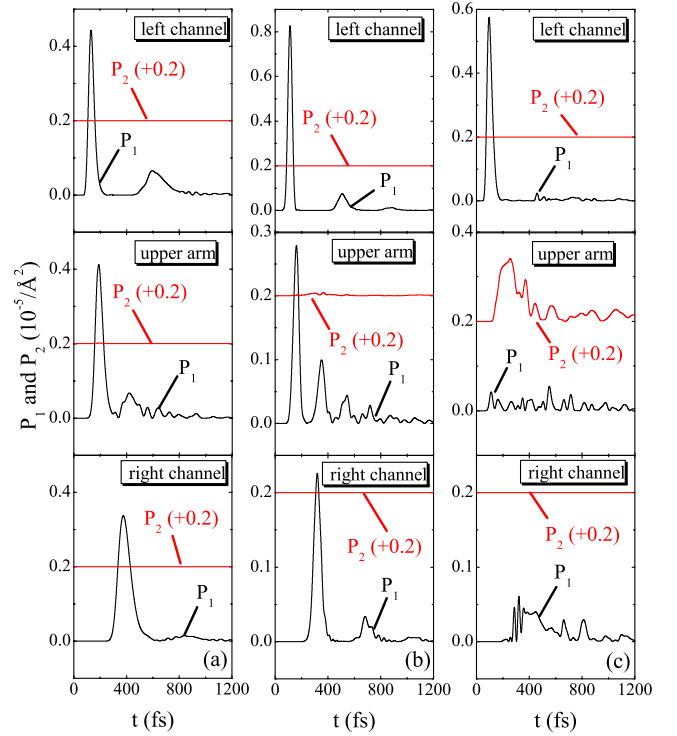 P₁ and P₂ (10⁻⁵/Å²)
left channel
P₂ (+0.2)
P₁
0.4
0.2
0.0
left channel
P₂ (+0.2)
P₁
0.8
0.6
0.4
0.2
0.0
left channel
P₂ (+0.2)
P₁
0.6
0.4
0.2
0.0
upper arm
P₂ (+0.2)
P₁
0.4
0.2
0.0
upper arm
P₂ (+0.2)
P₁
0.3
0.2
0.1
0.0
upper arm
P₂ (+0.2)
P₁
0.4
0.2
0.0
right channel
P₂ (+0.2)
P₁
0.4
0.2
0.0
(a)
0 400 800 1200
t (fs)
right channel
P₂ (+0.2)
P₁
0.2
0.1
0.0
(b)
0 400 800 1200
t (fs)
right channel
P₂ (+0.2)
P₁
0.2
0.1
0.0
(c)
0 400 800 1200
t (fs)